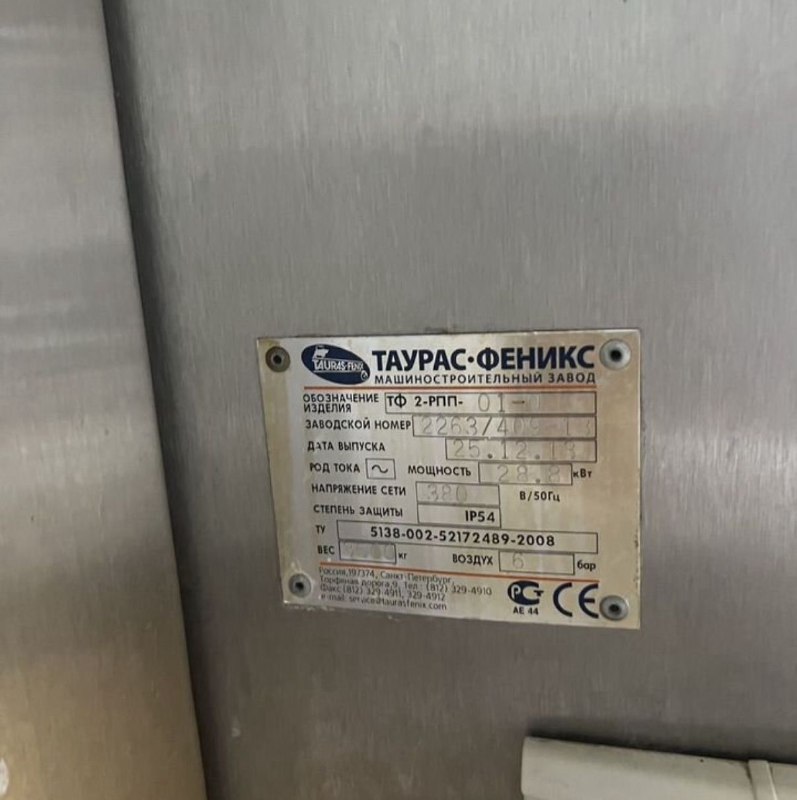 TAURAS-FENIX
ТАУРАС·ФЕНИКС
МАШИНОСТРОИТЕЛЬНЫЙ ЗАВОД
ОБОЗНАЧЕНИЕ ИЗДЕЛИЯ ТФ 2-РПП-
ЗАВОДСКОЙ НОМЕР
ДАТА ВЫПУСКА 25.12.13
РОД ТОКА ~ МОЩНОСТЬ 28.8 кВт
НАПРЯЖЕНИЕ СЕТИ 380 В/50Гц
СТЕПЕНЬ ЗАЩИТЫ IP54
ТУ 5138-002-52172489-2008
ВЕС кг ВОЗДУХ 6 бар
Россия,197374, Санкт-Петербург,
Торфяная дорога,9, Тел.: (812) 329-4910
Факс:(812) 329-4911, 329-4912
e-mail: service@taurasfenix.com
РСТ
АЕ 44
CE